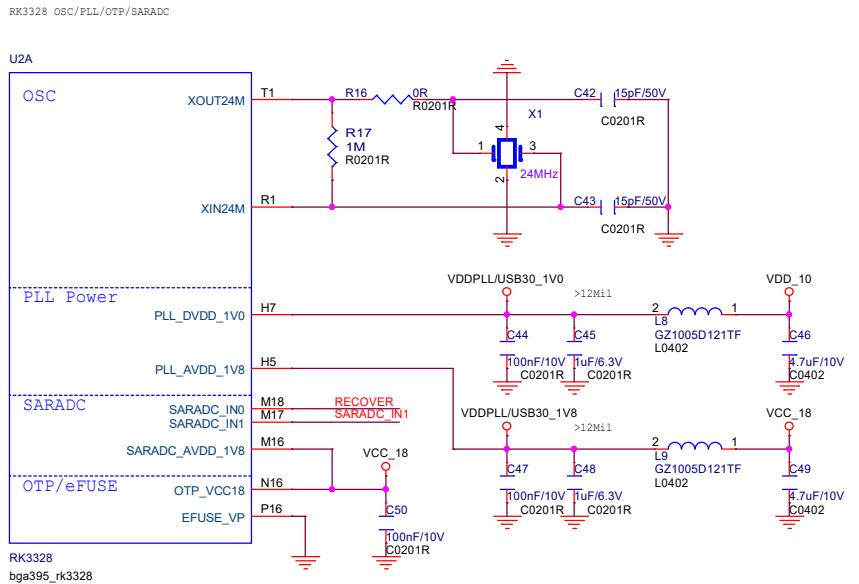 RK3328 OSC/PLL/OTP/SARADC
U2A
OSC
XOUT24M
T1
R16
0R
R0201R
C42
15pF/50V
C0201R
X1
R17
1M
R0201R
4
1
3
2
24MHz
XIN24M
R1
C43
15pF/50V
C0201R
PLL Power
VDDPLL/USB30_1V0
>12Mil
VDD_10
PLL_DVDD_1V0
H7
2
1
L8
GZ1005D121TF
L0402
C44
100nF/10V
C0201R
C45
1uF/6.3V
C0201R
C46
4.7uF/10V
C0402
PLL_AVDD_1V8
H5
SARADC
SARADC_IN0
M18
RECOVER
SARADC_IN1
M17
SARADC_IN1
VDDPLL/USB30_1V8
>12Mil
VCC_18
SARADC_AVDD_1V8
M16
VCC_18
2
1
L9
GZ1005D121TF
L0402
C47
100nF/10V
C0201R
C48
1uF/6.3V
C0201R
C49
4.7uF/10V
C0402
OTP/eFUSE
OTP_VCC18
N16
EFUSE_VP
P16
C50
100nF/10V
C0201R
RK3328
bga395_rk3328